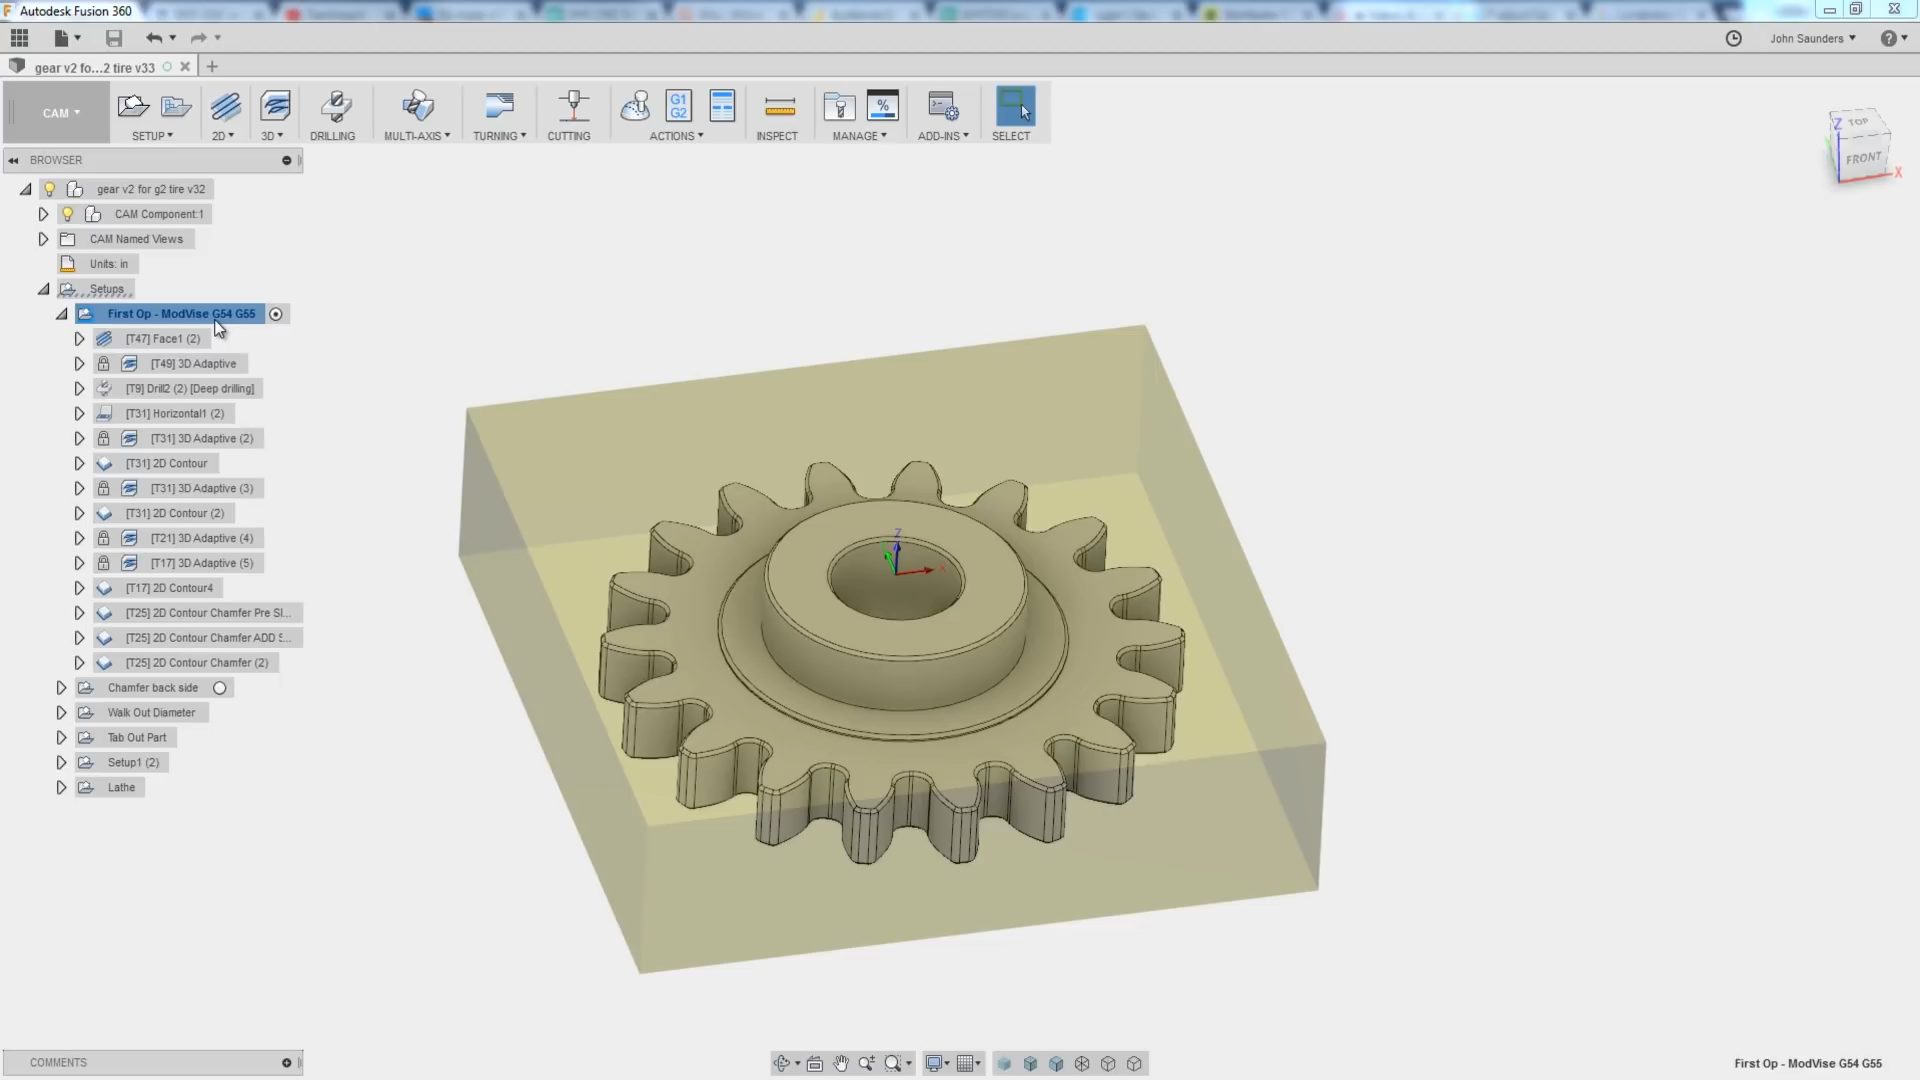 Autodesk Fusion 360
John Saunders
gear v2 fo...2 tire v33
CAM
G1
G2
%
SETUP
2D
3D
DRILLING
MULTI-AXIS
TURNING
CUTTING
ACTIONS
INSPECT
MANAGE
ADD-INS
SELECT
TOP
FRONT
Z
X
BROWSER
gear v2 for g2 tire v32
CAM Component:1
CAM Named Views
Units: in
Setups
First Op - ModVise G54 G55
[T47] Face1 (2)
[T49] 3D Adaptive
[T9] Drill2 (2) [Deep drilling]
[T31] Horizontal1 (2)
[T31] 3D Adaptive (2)
[T31] 2D Contour
[T31] 3D Adaptive (3)
[T31] 2D Contour (2)
[T21] 3D Adaptive (4)
[T17] 3D Adaptive (5)
[T17] 2D Contour4
[T25] 2D Contour Chamfer Pre Sl...
[T25] 2D Contour Chamfer ADD S...
[T25] 2D Contour Chamfer (2)
Chamfer back side
Walk Out Diameter
Tab Out Part
Setup1 (2)
Lathe
Z
X
COMMENTS
First Op - ModVise G54 G55